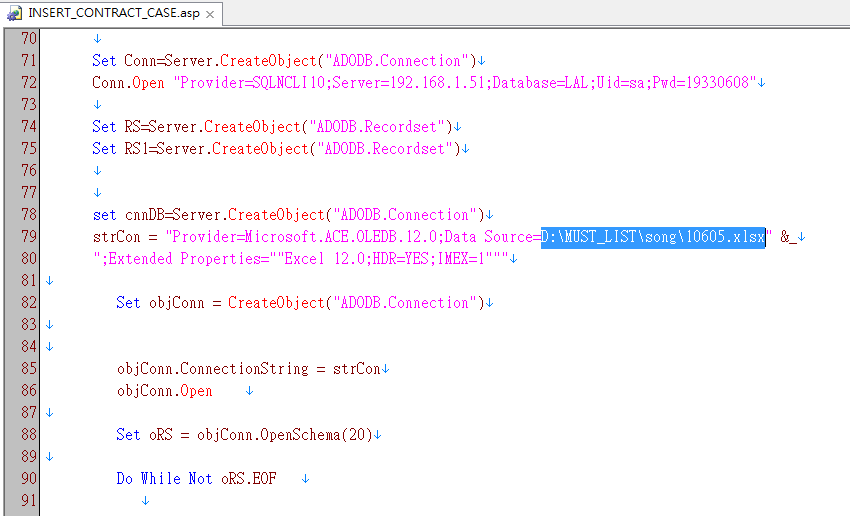 INSERT_CONTRACT_CASE.asp
70
71 Set Conn=Server.CreateObject("ADODB.Connection")
72 Conn.Open "Provider=SQLNCLI10;Server=192.168.1.51;Database=LAL;Uid=sa;Pwd=19330608"
73
74 Set RS=Server.CreateObject("ADODB.Recordset")
75 Set RS1=Server.CreateObject("ADODB.Recordset")
76
77
78 set cnnDB=Server.CreateObject("ADODB.Connection")
79 strCon = "Provider=Microsoft.ACE.OLEDB.12.0;Data Source=D:\MUST_LIST\song\10605.xlsx" &_
80 ";Extended Properties=""Excel 12.0;HDR=YES;IMEX=1"""
81
82 Set objConn = CreateObject("ADODB.Connection")
83
84
85 objConn.ConnectionString = strCon
86 objConn.Open
87
88 Set oRS = objConn.OpenSchema(20)
89
90 Do While Not oRS.EOF
91